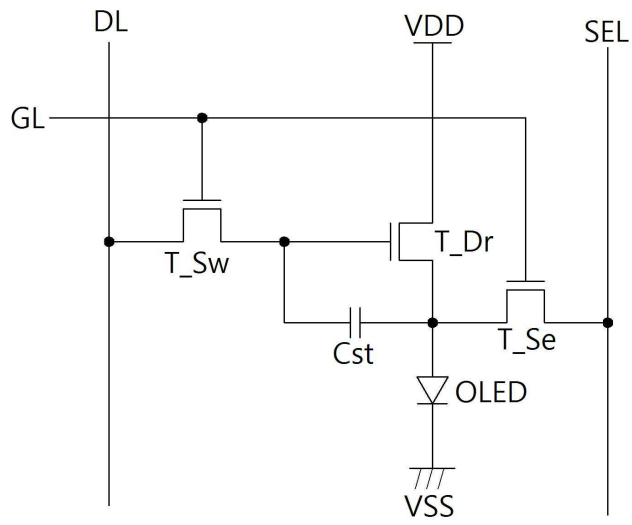 DL
VDD
SEL
GL
T_Sw
T_Dr
Cst
T_Se
OLED
VSS